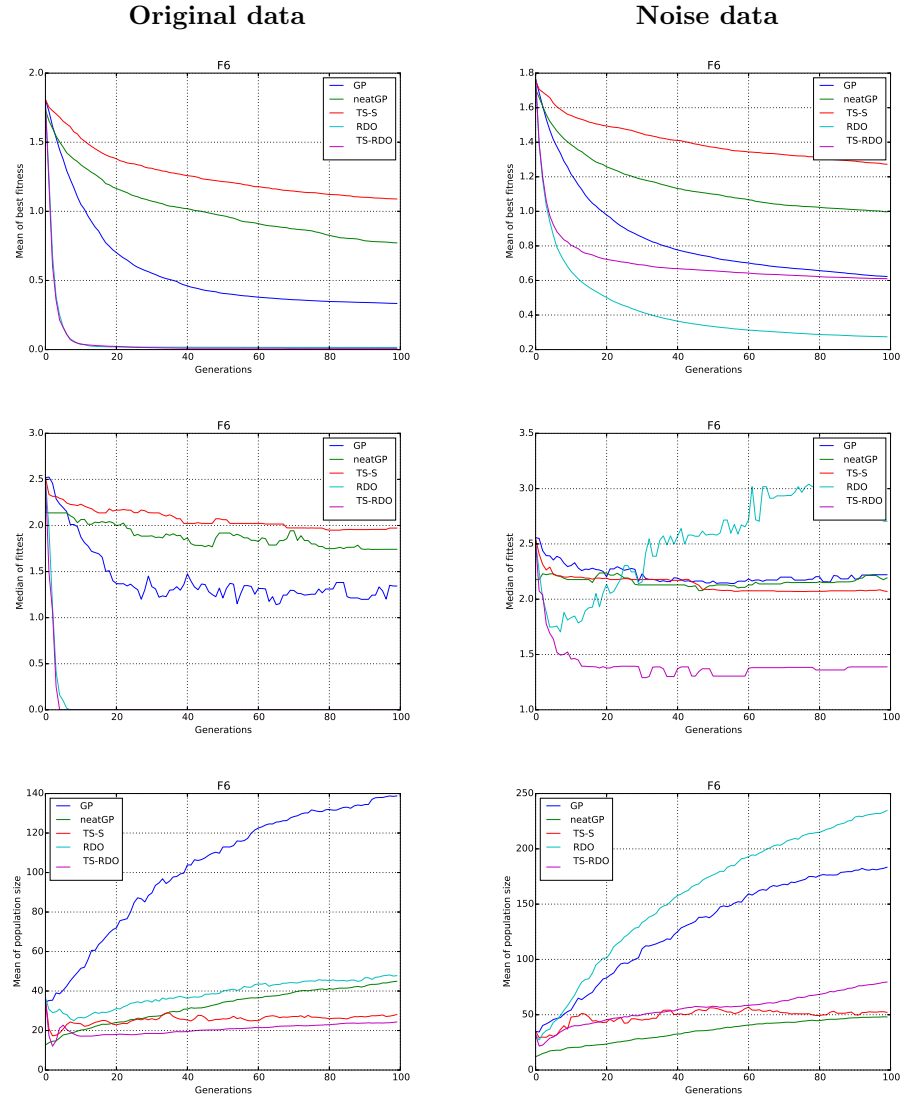 Original data
Noise data
F6
Mean of best fitness
2.0
1.5
1.0
0.5
0.0
0 20 40 60 80 100
Generations
GP
neatGP
TS-S
RDO
TS-RDO
F6
Mean of best fitness
1.8
1.6
1.4
1.2
1.0
0.8
0.6
0.4
0.2
0 20 40 60 80 100
Generations
GP
neatGP
TS-S
RDO
TS-RDO
F6
Median of fittest
3.0
2.5
2.0
1.5
1.0
0.5
0.0
0 20 40 60 80 100
Generations
GP
neatGP
TS-S
RDO
TS-RDO
F6
Median of fittest
3.5
3.0
2.5
2.0
1.5
1.0
0 20 40 60 80 100
Generations
GP
neatGP
TS-S
RDO
TS-RDO
F6
Mean of population size
140
120
100
80
60
40
20
0
0 20 40 60 80 100
Generations
GP
neatGP
TS-S
RDO
TS-RDO
F6
Mean of population size
250
200
150
100
50
0
0 20 40 60 80 100
Generations
GP
neatGP
TS-S
RDO
TS-RDO